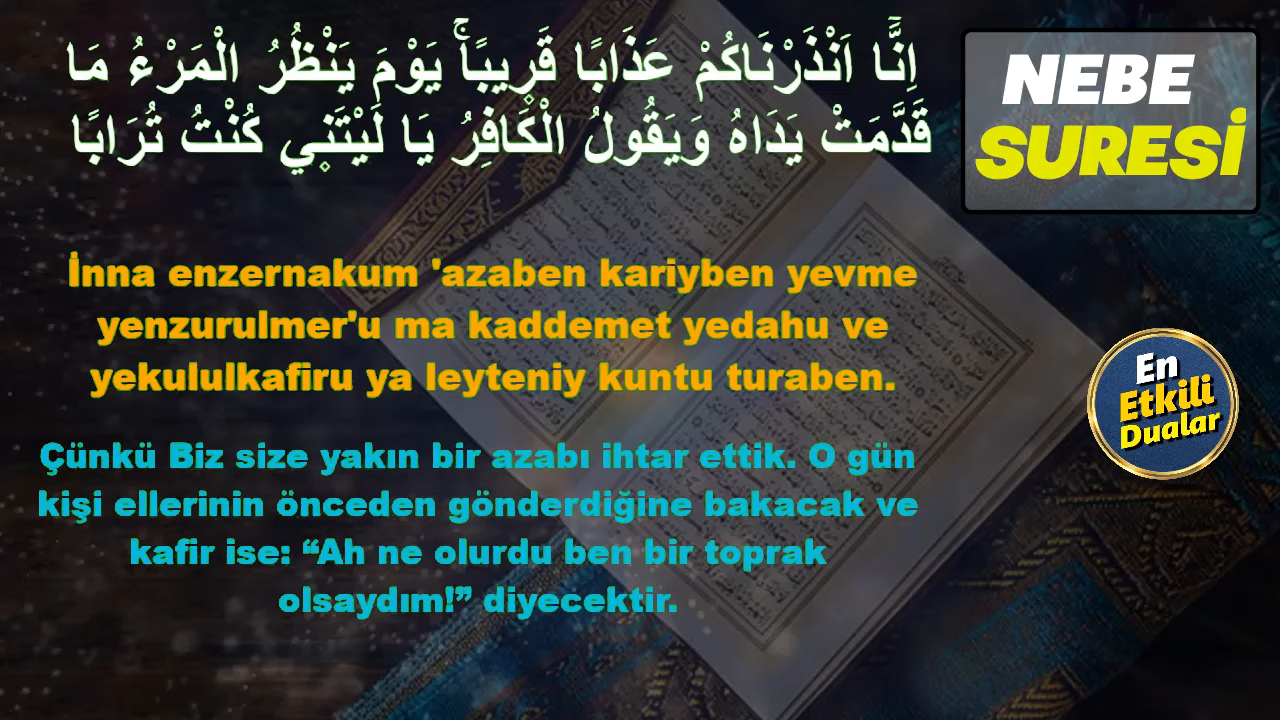 اِنَّٓا اَنْذَرْنَاكُمْ عَذَابًا قَرٖيبًاۚ يَوْمَ يَنْظُرُ الْمَرْءُ مَا
قَدَّمَتْ يَدَاهُ وَيَقُولُ الْكَافِرُ يَا لَيْتَنٖي كُنْتُ تُرَابًا
NEBE
SURESİ
İnna enzernakum 'azaben kariyben yevme
yenzurulmer'u ma kaddemet yedahu ve
yekululkafiru ya leyteniy kuntu turaben.
Çünkü Biz size yakın bir azabı ihtar ettik. O gün
kişi ellerinin önceden gönderdiğine bakacak ve
kafir ise: “Ah ne olurdu ben bir toprak
olsaydım!” diyecektir.
En
Etkili
Dualar